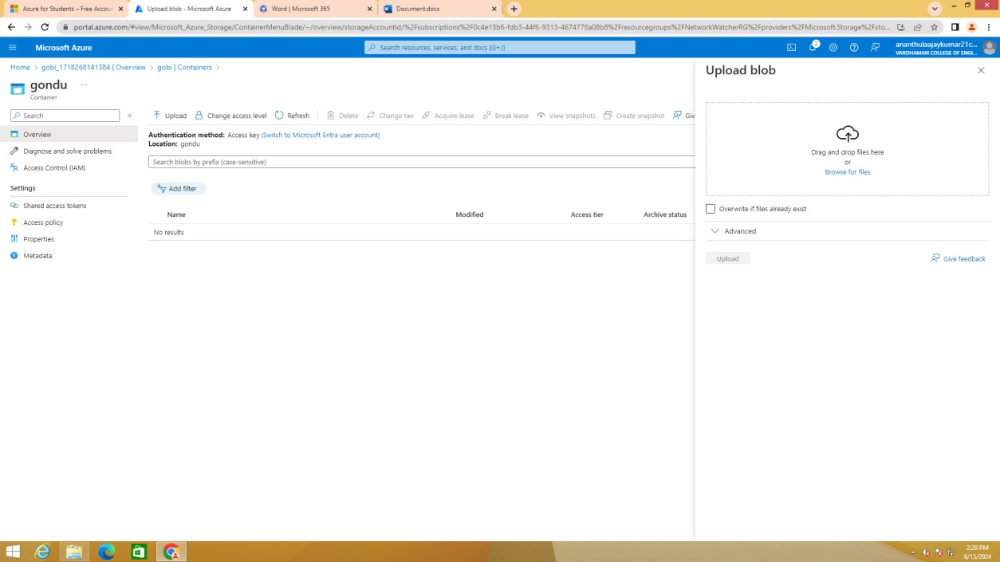 Azure for Students – Free Accoun
Upload blob - Microsoft Azure
Word | Microsoft 365
Document.docx
portal.azure.com/#view/Microsoft_Azure_Storage/ContainerMenuBlade/~/overview/storageAccountId/%2Fsubscriptions%2F0c4e13b6-fdb3-44f6-9313-4674778a08b8%2Fresourcegroups%2FNetworkWatcherRG%2Fproviders%2FMicrosoft.Storage%2Fsto...
Microsoft Azure
Search resources, services, and docs (G+/)
2
ananthulaajaykumar21c...
VARDHAMAN COLLEGE OF ENGI...
Home > gobi_1718268141384 | Overview > gobi | Containers >
gondu ...
Container
Search
«
Overview
Diagnose and solve problems
Access Control (IAM)
Settings
Shared access tokens
Access policy
Properties
Metadata
Upload
Change access level
Refresh
Delete
Change tier
Acquire lease
Break lease
View snapshots
Create snapshot
Giv
Authentication method: Access key (Switch to Microsoft Entra user account)
Location: gondu
Search blobs by prefix (case-sensitive)
Add filter
Name Modified Access tier Archive status
No results
Upload blob
Drag and drop files here
or
Browse for files
Overwrite if files already exist
Advanced
Upload
Give feedback
2:20 PM
6/13/2024